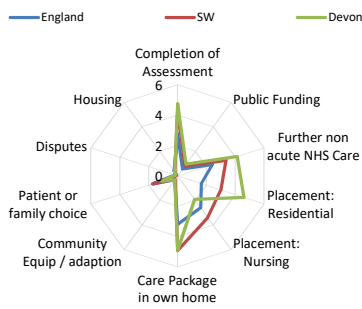 England SW Devon
Completion of
Assessment
Public Funding
Further non
acute NHS Care
Placement:
Residential
Placement:
Nursing
Care Package
in own home
Community
Equip / adaption
Patient or
family choice
Disputes
Housing
6
4
2
0